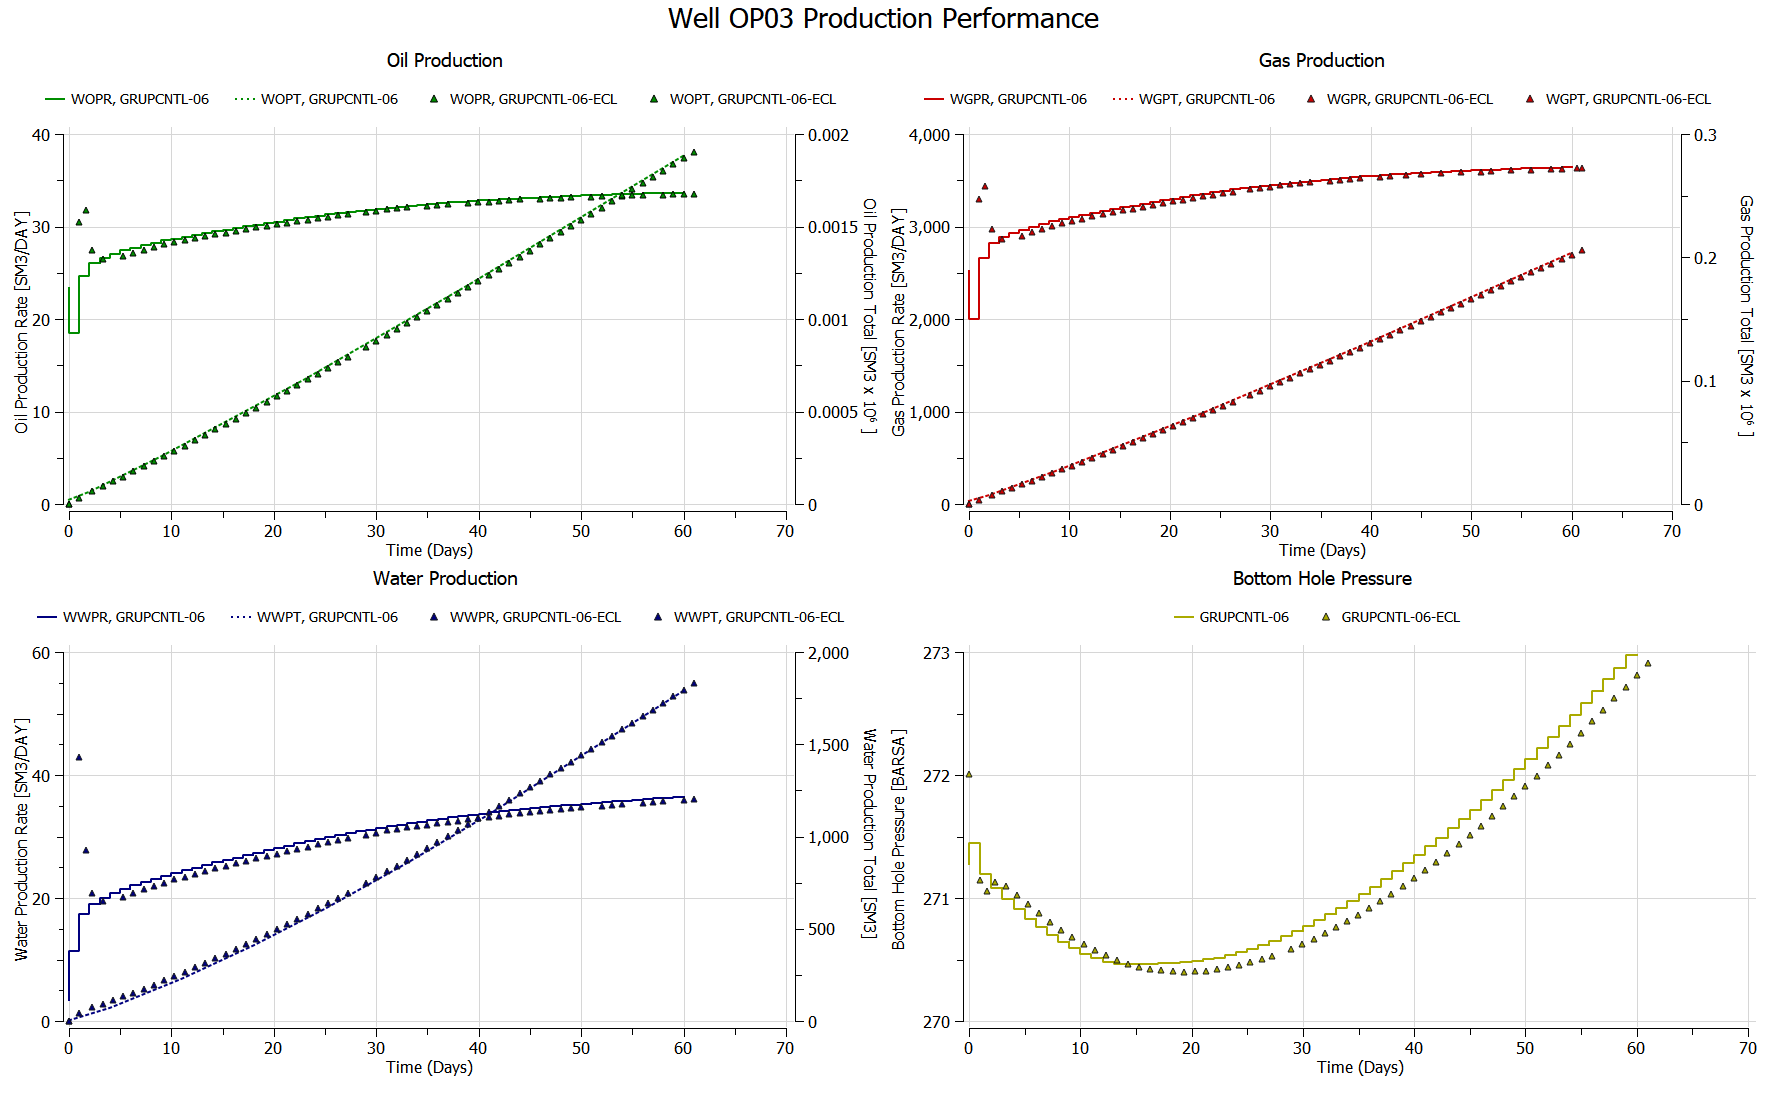 Well OP03 Production Performance
Oil Production
WOPR, GRUPCNTL-06 WOPT, GRUPCNTL-06 WOPR, GRUPCNTL-06-ECL WOPT, GRUPCNTL-06-ECL
40
30
20
10
0
Oil Production Rate [SM3/DAY]
0.002
0.0015
0.001
0.0005
0
Oil Production Total [SM3 x 10⁶ ]
0 10 20 30 40 50 60 70
Time (Days)
Gas Production
WGPR, GRUPCNTL-06 WGPT, GRUPCNTL-06 WGPR, GRUPCNTL-06-ECL WGPT, GRUPCNTL-06-ECL
4,000
3,000
2,000
1,000
0
Gas Production Rate [SM3/DAY]
0.3
0.2
0.1
0
Gas Production Total [SM3 x 10⁶ ]
0 10 20 30 40 50 60 70
Time (Days)
Water Production
WWPR, GRUPCNTL-06 WWPT, GRUPCNTL-06 WWPR, GRUPCNTL-06-ECL WWPT, GRUPCNTL-06-ECL
60
40
20
0
Water Production Rate [SM3/DAY]
2,000
1,500
1,000
500
0
Water Production Total [SM3]
0 10 20 30 40 50 60 70
Time (Days)
Bottom Hole Pressure
GRUPCNTL-06 GRUPCNTL-06-ECL
273
272
271
270
Bottom Hole Pressure [BARSA]
0 10 20 30 40 50 60 70
Time (Days)